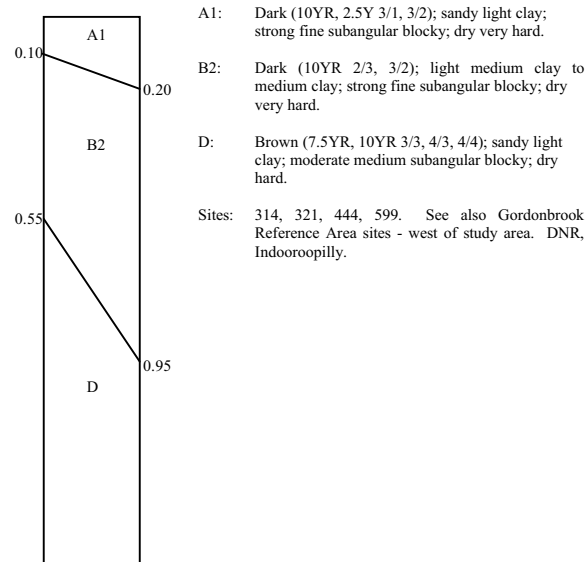 A1
0.10
0.20
B2
0.55
0.95
D
A1: Dark (10YR, 2.5Y 3/1, 3/2); sandy light clay;
strong fine subangular blocky; dry very hard.
B2: Dark (10YR 2/3, 3/2); light medium clay to
medium clay; strong fine subangular blocky; dry
very hard.
D: Brown (7.5YR, 10YR 3/3, 4/3, 4/4); sandy light
clay; moderate medium subangular blocky; dry
hard.
Sites: 314, 321, 444, 599. See also Gordonbrook
Reference Area sites - west of study area. DNR,
Indooroopilly.